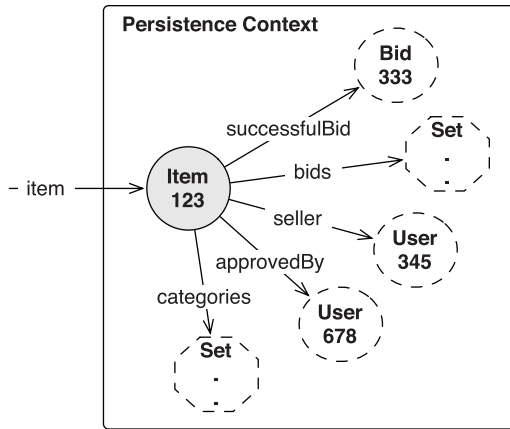 Persistence Context
Bid
333
successfulBid
Set
.
.
bids
Item
123
– item
seller
User
345
approvedBy
User
678
categories
Set
.
.